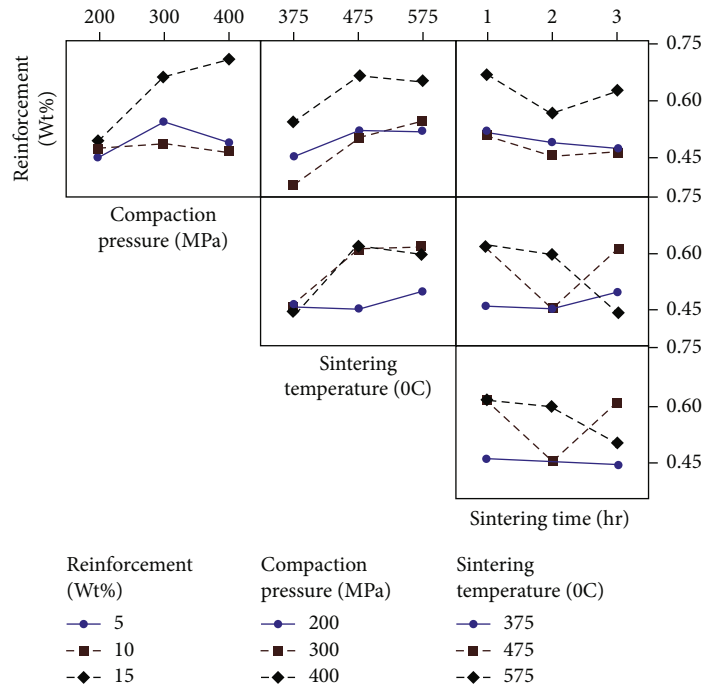 200 300 400 375 475 575 1 2 3
0.75
0.60
0.45
0.75
Reinforcement
(Wt%)
Compaction
pressure (MPa)
0.60
0.45
0.75
Sintering
temperature (0C)
0.60
0.45
Sintering time (hr)
Reinforcement
(Wt%)
5
10
15
Compaction
pressure (MPa)
200
300
400
Sintering
temperature (0C)
375
475
575